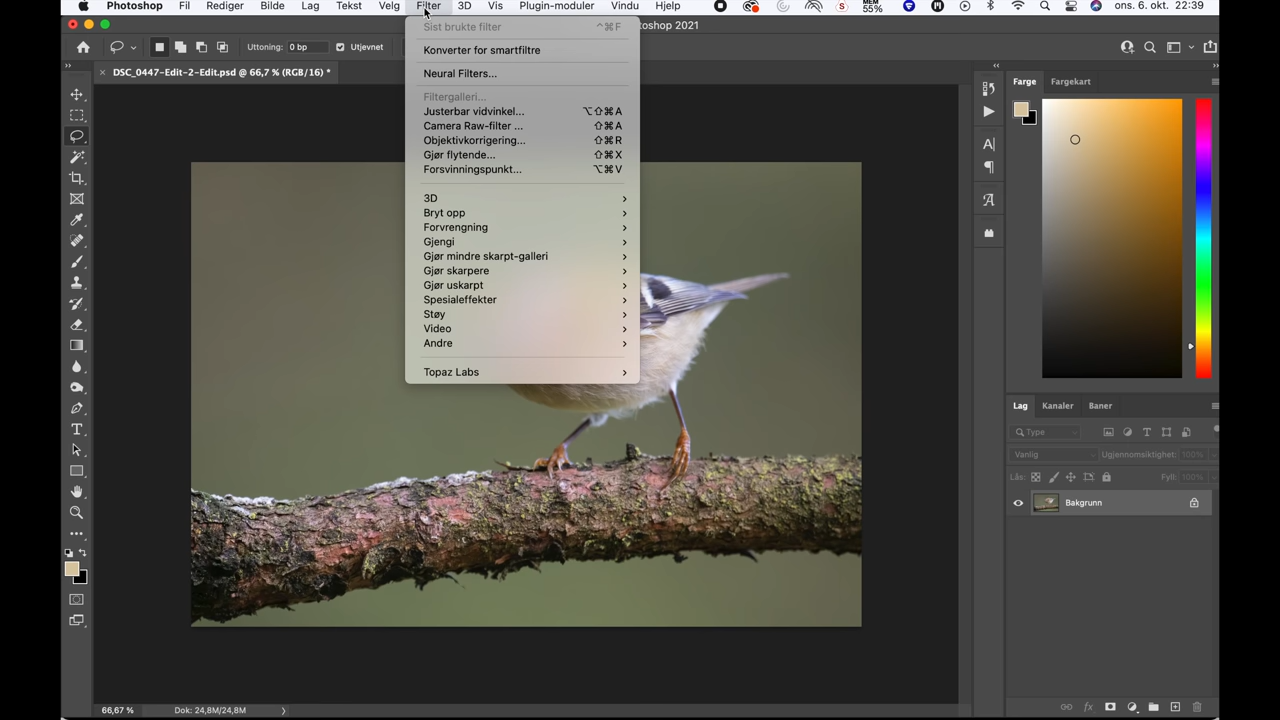 Photoshop Fil Rediger Bilde Lag Tekst Velg Filter 3D Vis Plugin-moduler Vindu Hjelp MEM 55% ons. 6. okt. 22:39
toshop 2021
Uttoning: 0 bp Utjevnet
DSC_0447-Edit-2-Edit.psd @ 66,7 % (RGB/16) *
Sist brukte filter ^⌘F
Konverter for smartfiltre
Neural Filters...
Filtergalleri...
Justerbar vidvinkel... ⌥⇧⌘A
Camera Raw-filter ... ⇧⌘A
Objektivkorrigering... ⇧⌘R
Gjør flytende... ⇧⌘X
Forsvinningspunkt... ⌥⌘V
3D
Bryt opp
Forvrengning
Gjengi
Gjør mindre skarpt-galleri
Gjør skarpere
Gjør uskarpt
Spesialeffekter
Støy
Video
Andre
Topaz Labs
Farge Fargekart
Lag Kanaler Baner
Type
Vanlig Ugjennomsiktighet: 100%
Lås: Fyll: 100%
Bakgrunn
66,67 % Dok: 24,8M/24,8M